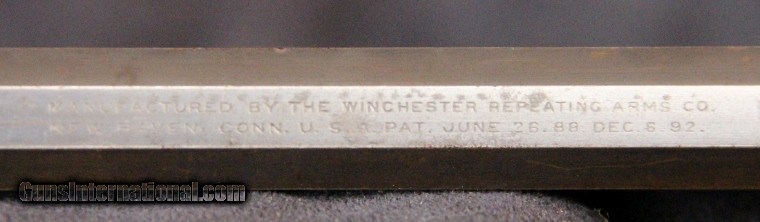 MANUFACTURED BY THE WINCHESTER REPEATING ARMS CO.
NEW HAVEN, CONN. U. S. A. PAT. JUNE 26. 88. DEC. 6. 92.
GunsInternational.com